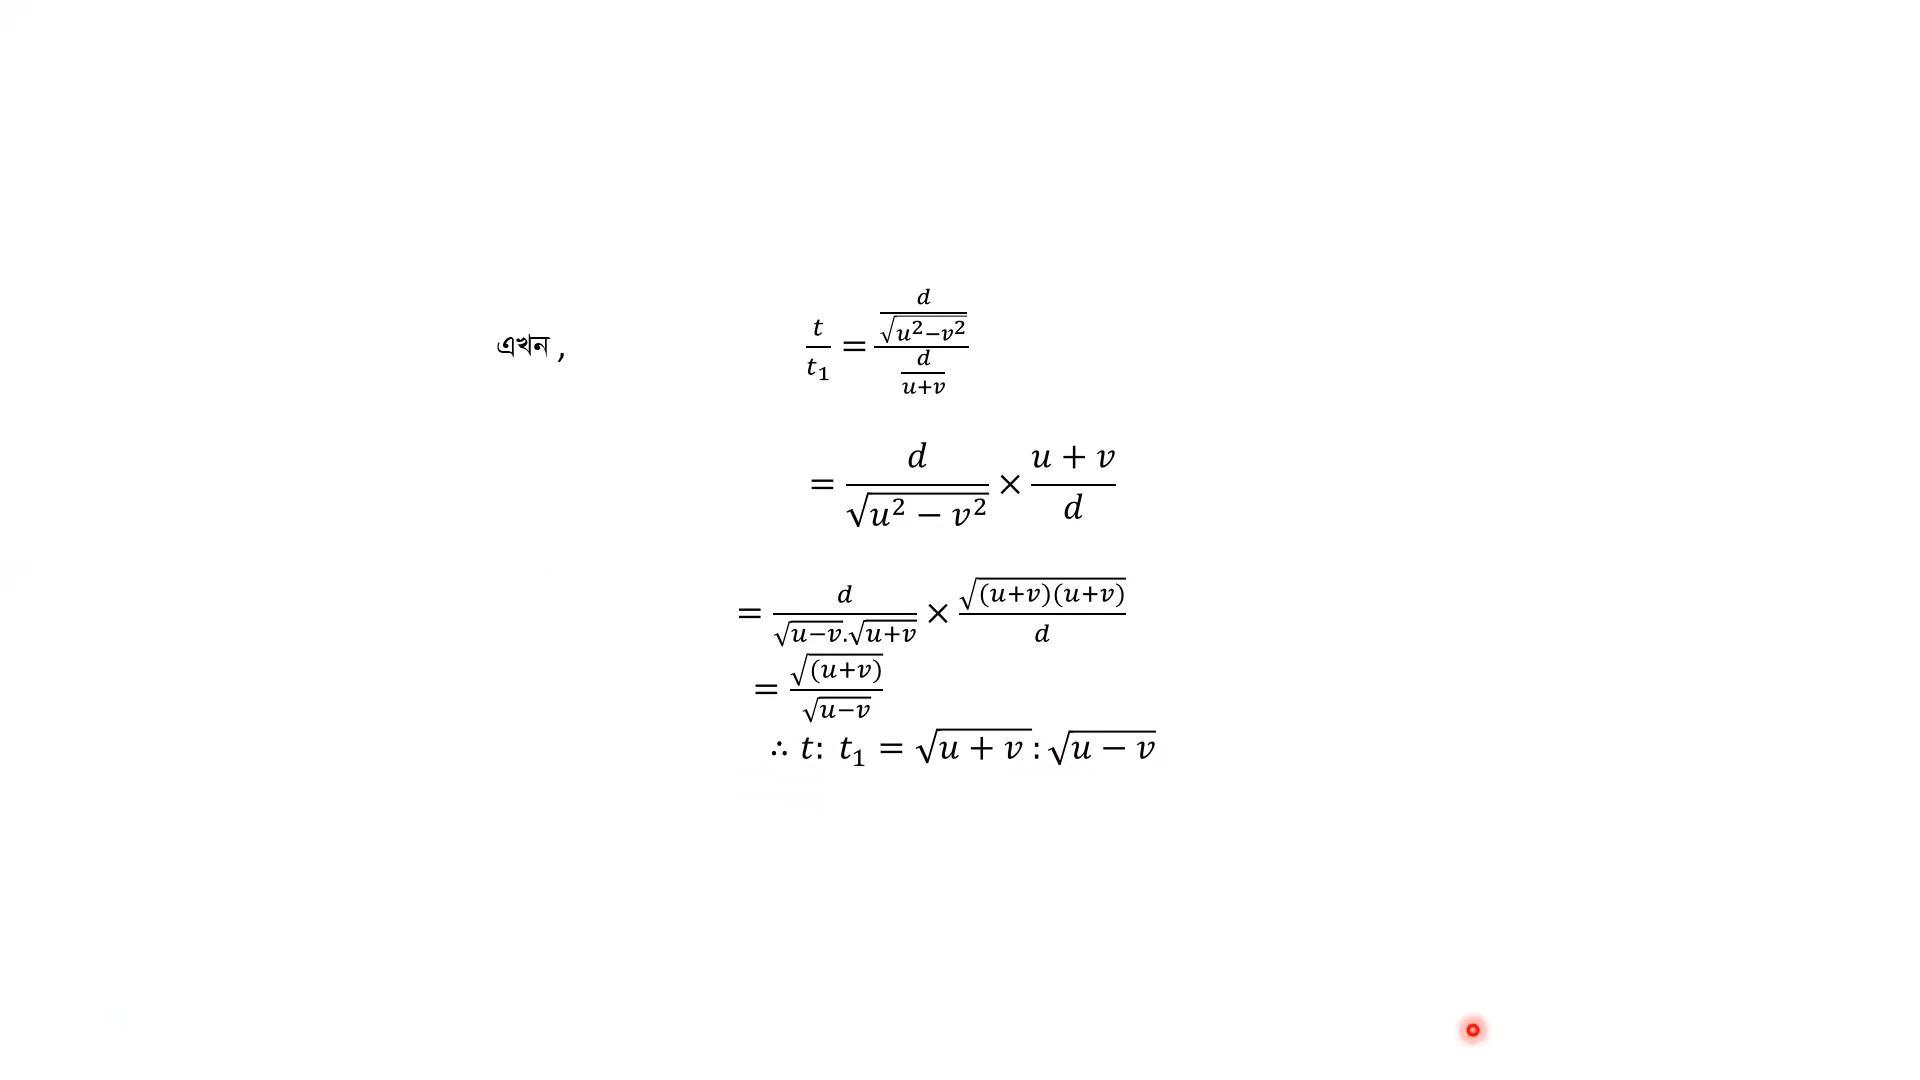 এখন , t/t₁ = (d/√(u²−v²))/(d/(u+v))
= d/√(u² − v²) × (u + v)/d
= d/(√(u−v).√(u+v)) × √((u+v)(u+v))/d
= √((u+v))/√(u−v)
∴ t: t₁ = √(u + v) : √(u − v)